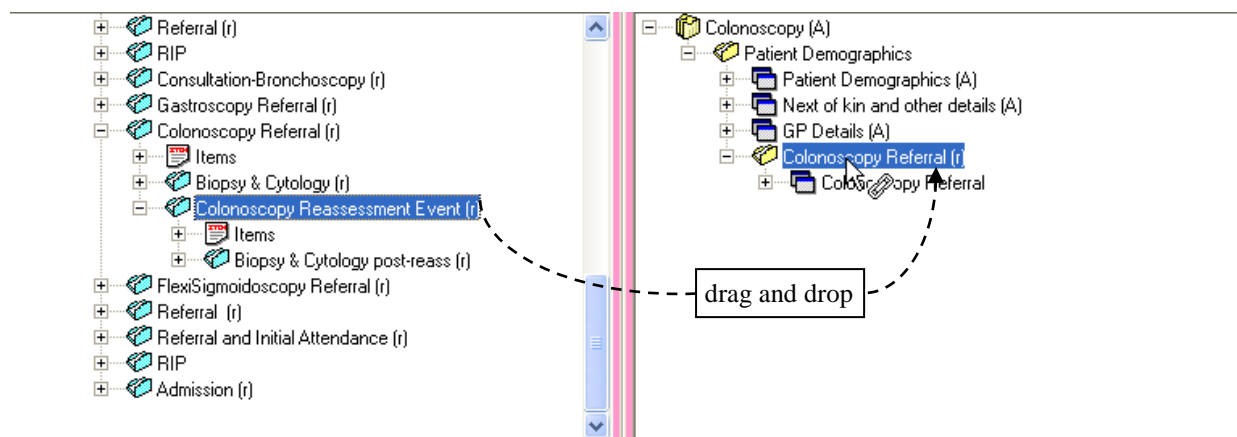 Referral (r)
RIP
Consultation-Bronchoscopy (r)
Gastroscopy Referral (r)
Colonoscopy Referral (r)
Items
Biopsy & Cytology (r)
Colonoscopy Reassessment Event (r)
Items
Biopsy & Cytology post-reass (r)
FlexiSigmoidoscopy Referral (r)
Referral (r)
Referral and Initial Attendance (r)
RIP
Admission (r)
Colonoscopy (A)
Patient Demographics
Patient Demographics (A)
Next of kin and other details (A)
GP Details (A)
Colonoscopy Referral (r)
Colonoscopy Referral
drag and drop